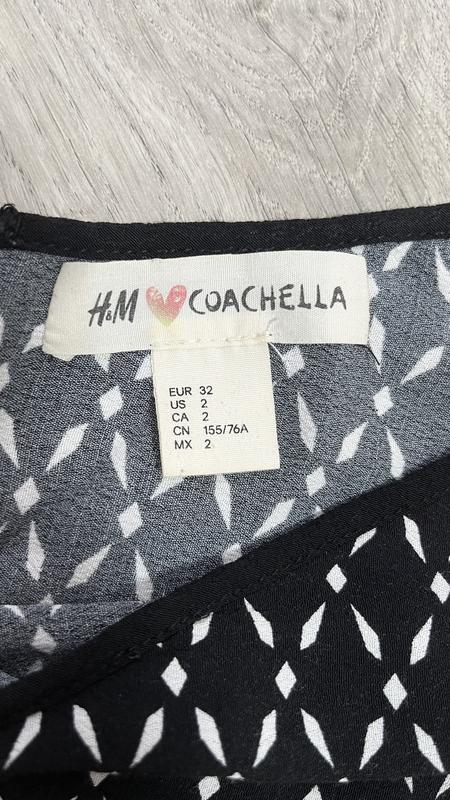 H&M COACHELLA
EUR 32
US 2
CA 2
CN 155/76A
MX 2